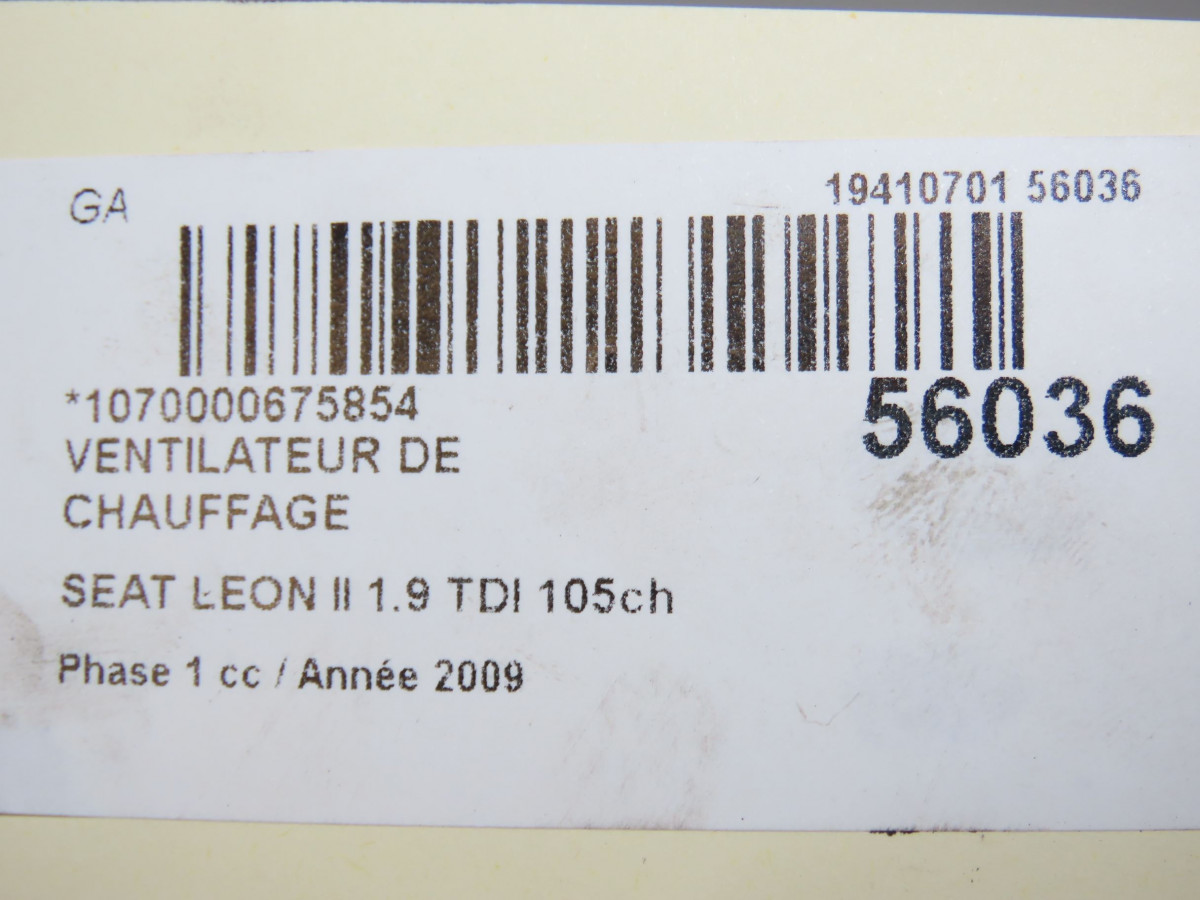 GA
19410701 56036
*1070000675854
56036
VENTILATEUR DE
CHAUFFAGE
SEAT LEON II 1.9 TDI 105ch
Phase 1 cc / Année 2009